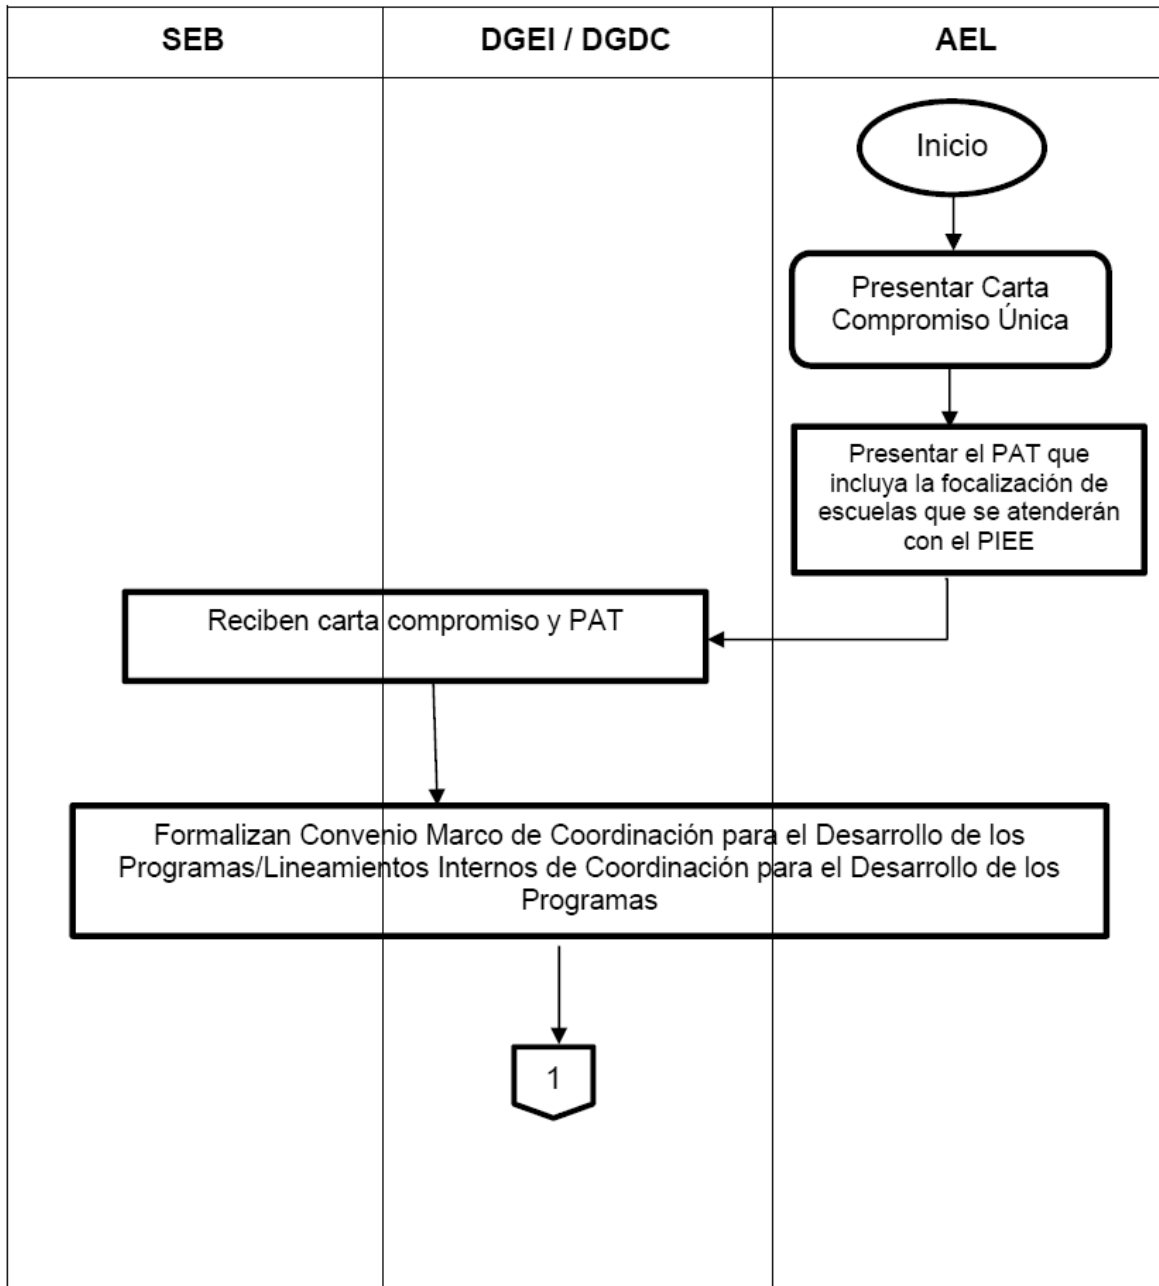 SEB
DGEI / DGDC
AEL
Inicio
Presentar Carta
Compromiso Única
Presentar el PAT que
incluya la focalización de
escuelas que se atenderán
con el PIEE
Reciben carta compromiso y PAT
Formalizan Convenio Marco de Coordinación para el Desarrollo de los
Programas/Lineamientos Internos de Coordinación para el Desarrollo de los
Programas
1